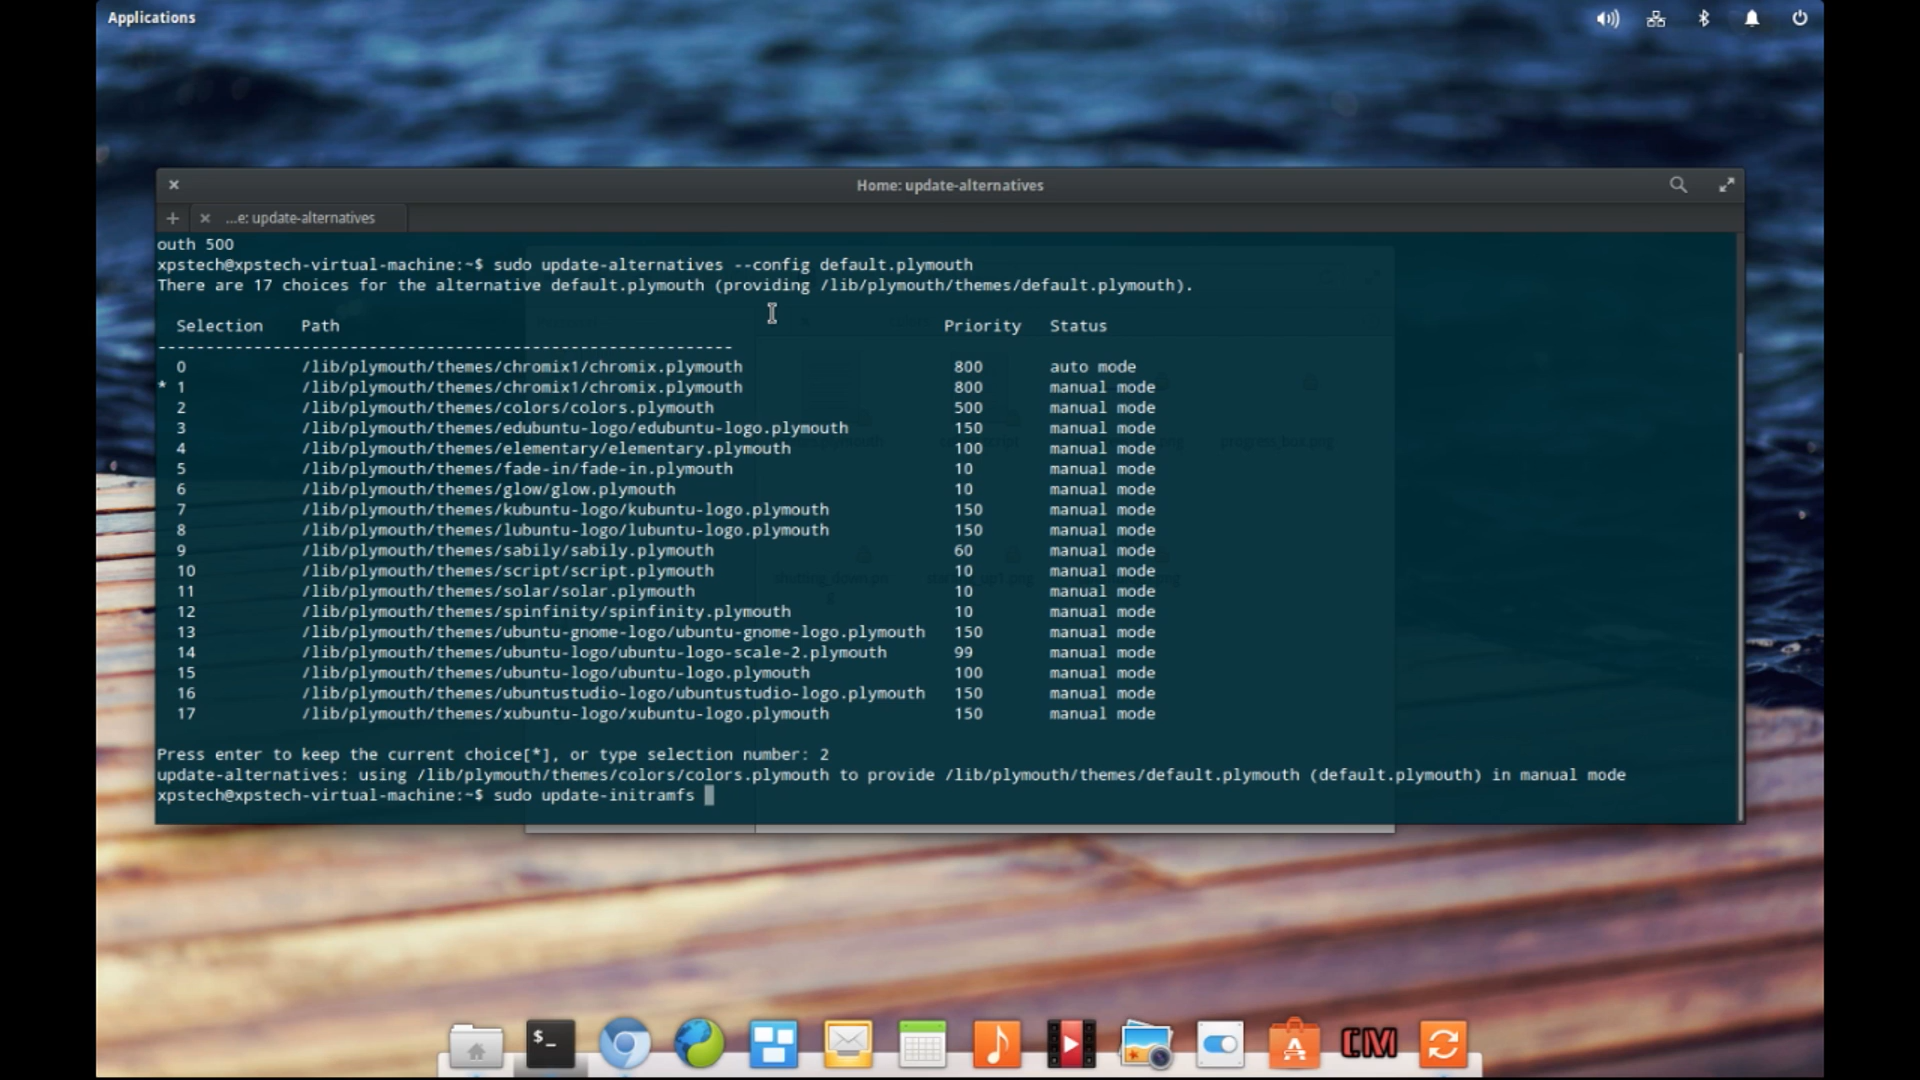 Applications
Home: update-alternatives
...e: update-alternatives
outh 500
xpstech@xpstech-virtual-machine:~$ sudo update-alternatives --config default.plymouth
There are 17 choices for the alternative default.plymouth (providing /lib/plymouth/themes/default.plymouth).
Selection Path Priority Status
------------------------------------------------------------
0 /lib/plymouth/themes/chromix1/chromix.plymouth 800 auto mode
* 1 /lib/plymouth/themes/chromix1/chromix.plymouth 800 manual mode
2 /lib/plymouth/themes/colors/colors.plymouth 500 manual mode
3 /lib/plymouth/themes/edubuntu-logo/edubuntu-logo.plymouth 150 manual mode
4 /lib/plymouth/themes/elementary/elementary.plymouth 100 manual mode
5 /lib/plymouth/themes/fade-in/fade-in.plymouth 10 manual mode
6 /lib/plymouth/themes/glow/glow.plymouth 10 manual mode
7 /lib/plymouth/themes/kubuntu-logo/kubuntu-logo.plymouth 150 manual mode
8 /lib/plymouth/themes/lubuntu-logo/lubuntu-logo.plymouth 150 manual mode
9 /lib/plymouth/themes/sabily/sabily.plymouth 60 manual mode
10 /lib/plymouth/themes/script/script.plymouth 10 manual mode
11 /lib/plymouth/themes/solar/solar.plymouth 10 manual mode
12 /lib/plymouth/themes/spinfinity/spinfinity.plymouth 10 manual mode
13 /lib/plymouth/themes/ubuntu-gnome-logo/ubuntu-gnome-logo.plymouth 150 manual mode
14 /lib/plymouth/themes/ubuntu-logo/ubuntu-logo-scale-2.plymouth 99 manual mode
15 /lib/plymouth/themes/ubuntu-logo/ubuntu-logo.plymouth 100 manual mode
16 /lib/plymouth/themes/ubuntustudio-logo/ubuntustudio-logo.plymouth 150 manual mode
17 /lib/plymouth/themes/xubuntu-logo/xubuntu-logo.plymouth 150 manual mode
Press enter to keep the current choice[*], or type selection number: 2
update-alternatives: using /lib/plymouth/themes/colors/colors.plymouth to provide /lib/plymouth/themes/default.plymouth (default.plymouth) in manual mode
xpstech@xpstech-virtual-machine:~$ sudo update-initramfs
$_
CM